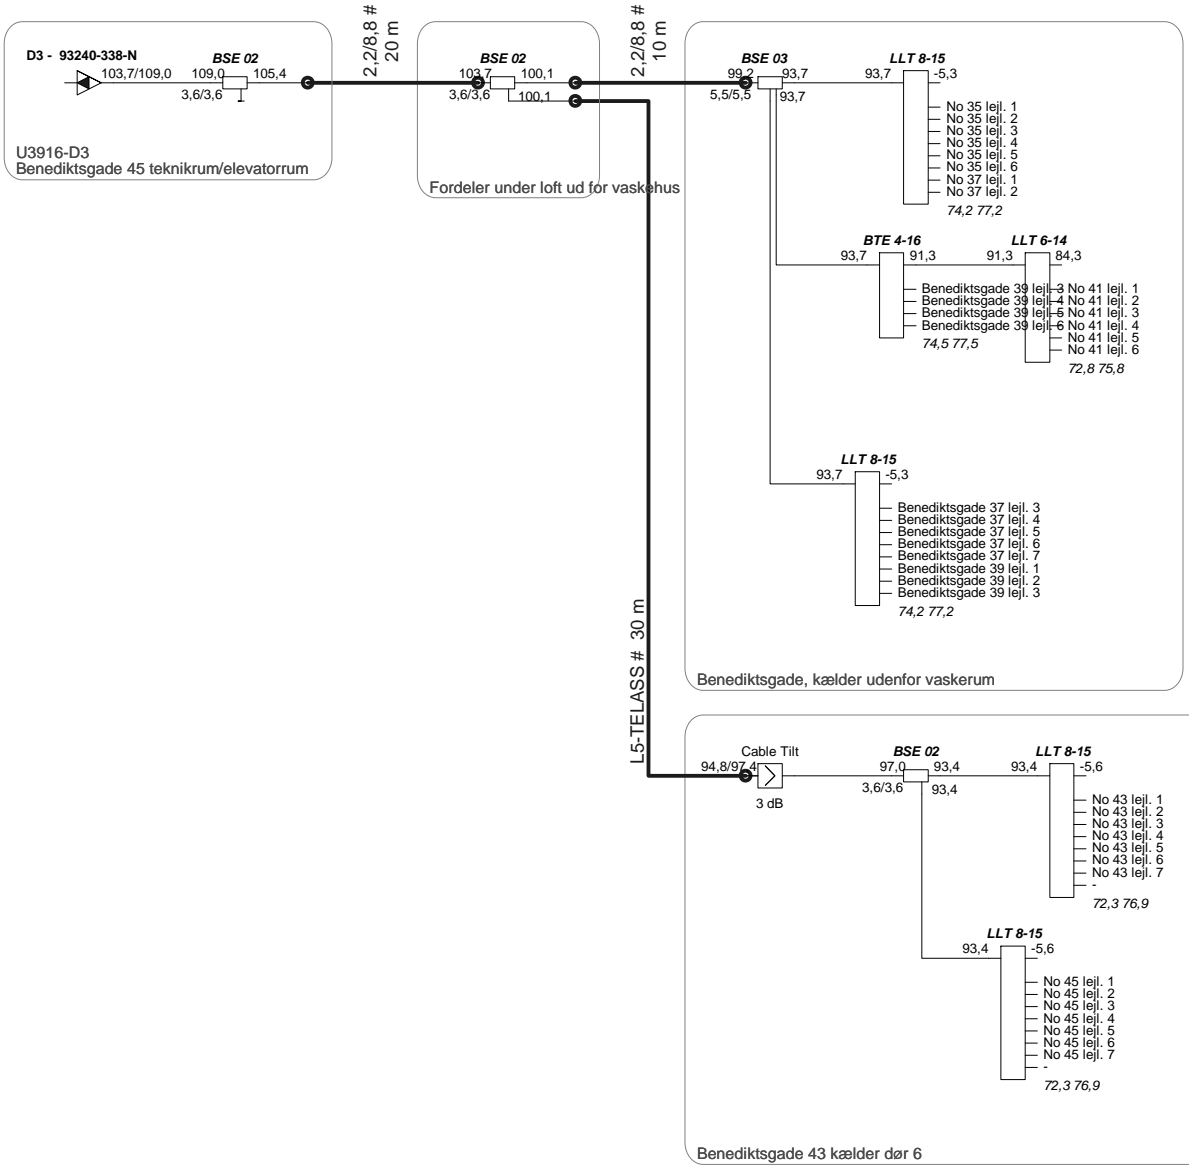 D3 - 93240-338-N
103,7/109,0
BSE 02
109,0
105,4
3,6/3,6
U3916-D3
Benediktsgade 45 teknikrum/elevatorrum
2,2/8,8 #
20 m
BSE 02
103,7
100,1
3,6/3,6
100,1
Fordeler under loft ud for vaskehus
2,2/8,8 #
10 m
BSE 03
99,2
93,7
5,5/5,5
93,7
LLT 8-15
93,7
-5,3
No 35 lejl. 1
No 35 lejl. 2
No 35 lejl. 3
No 35 lejl. 4
No 35 lejl. 5
No 35 lejl. 6
No 37 lejl. 1
No 37 lejl. 2
74,2 77,2
BTE 4-16
93,7
91,3
Benediktsgade 39 lejl. 3
Benediktsgade 39 lejl. 4
Benediktsgade 39 lejl. 5
Benediktsgade 39 lejl. 6
74,5 77,5
LLT 6-14
91,3
84,3
No 41 lejl. 1
No 41 lejl. 2
No 41 lejl. 3
No 41 lejl. 4
No 41 lejl. 5
No 41 lejl. 6
72,8 75,8
LLT 8-15
93,7
-5,3
Benediktsgade 37 lejl. 3
Benediktsgade 37 lejl. 4
Benediktsgade 37 lejl. 5
Benediktsgade 37 lejl. 6
Benediktsgade 37 lejl. 7
Benediktsgade 39 lejl. 1
Benediktsgade 39 lejl. 2
Benediktsgade 39 lejl. 3
74,2 77,2
Benediktsgade, kælder udenfor vaskerum
L5-TELASS # 30 m
Cable Tilt
94,8/97,4
3 dB
BSE 02
97,0
93,4
3,6/3,6
93,4
LLT 8-15
93,4
-5,6
No 43 lejl. 1
No 43 lejl. 2
No 43 lejl. 3
No 43 lejl. 4
No 43 lejl. 5
No 43 lejl. 6
No 43 lejl. 7
-
72,3 76,9
LLT 8-15
93,4
-5,6
No 45 lejl. 1
No 45 lejl. 2
No 45 lejl. 3
No 45 lejl. 4
No 45 lejl. 5
No 45 lejl. 6
No 45 lejl. 7
-
72,3 76,9
Benediktsgade 43 kælder dør 6